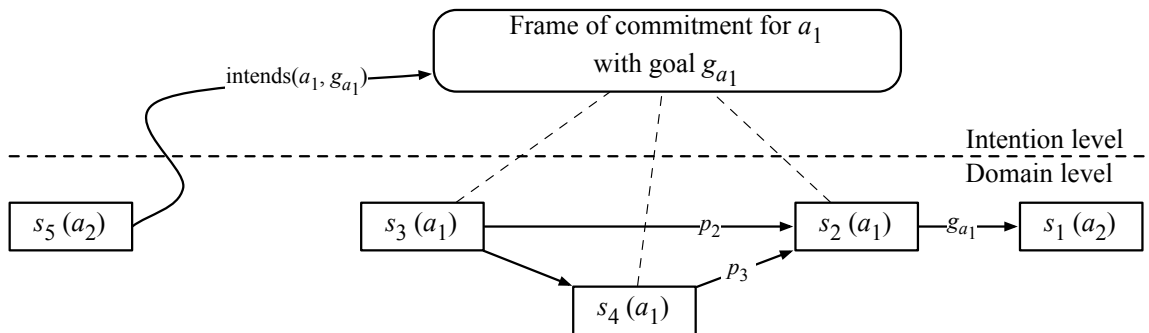 Frame of commitment for a₁
with goal gₐ₁
intends(a₁, gₐ₁)
Intention level
Domain level
s₅ (a₂)
s₃ (a₁)
p₂
s₂ (a₁)
gₐ₁
s₁ (a₂)
p₃
s₄ (a₁)